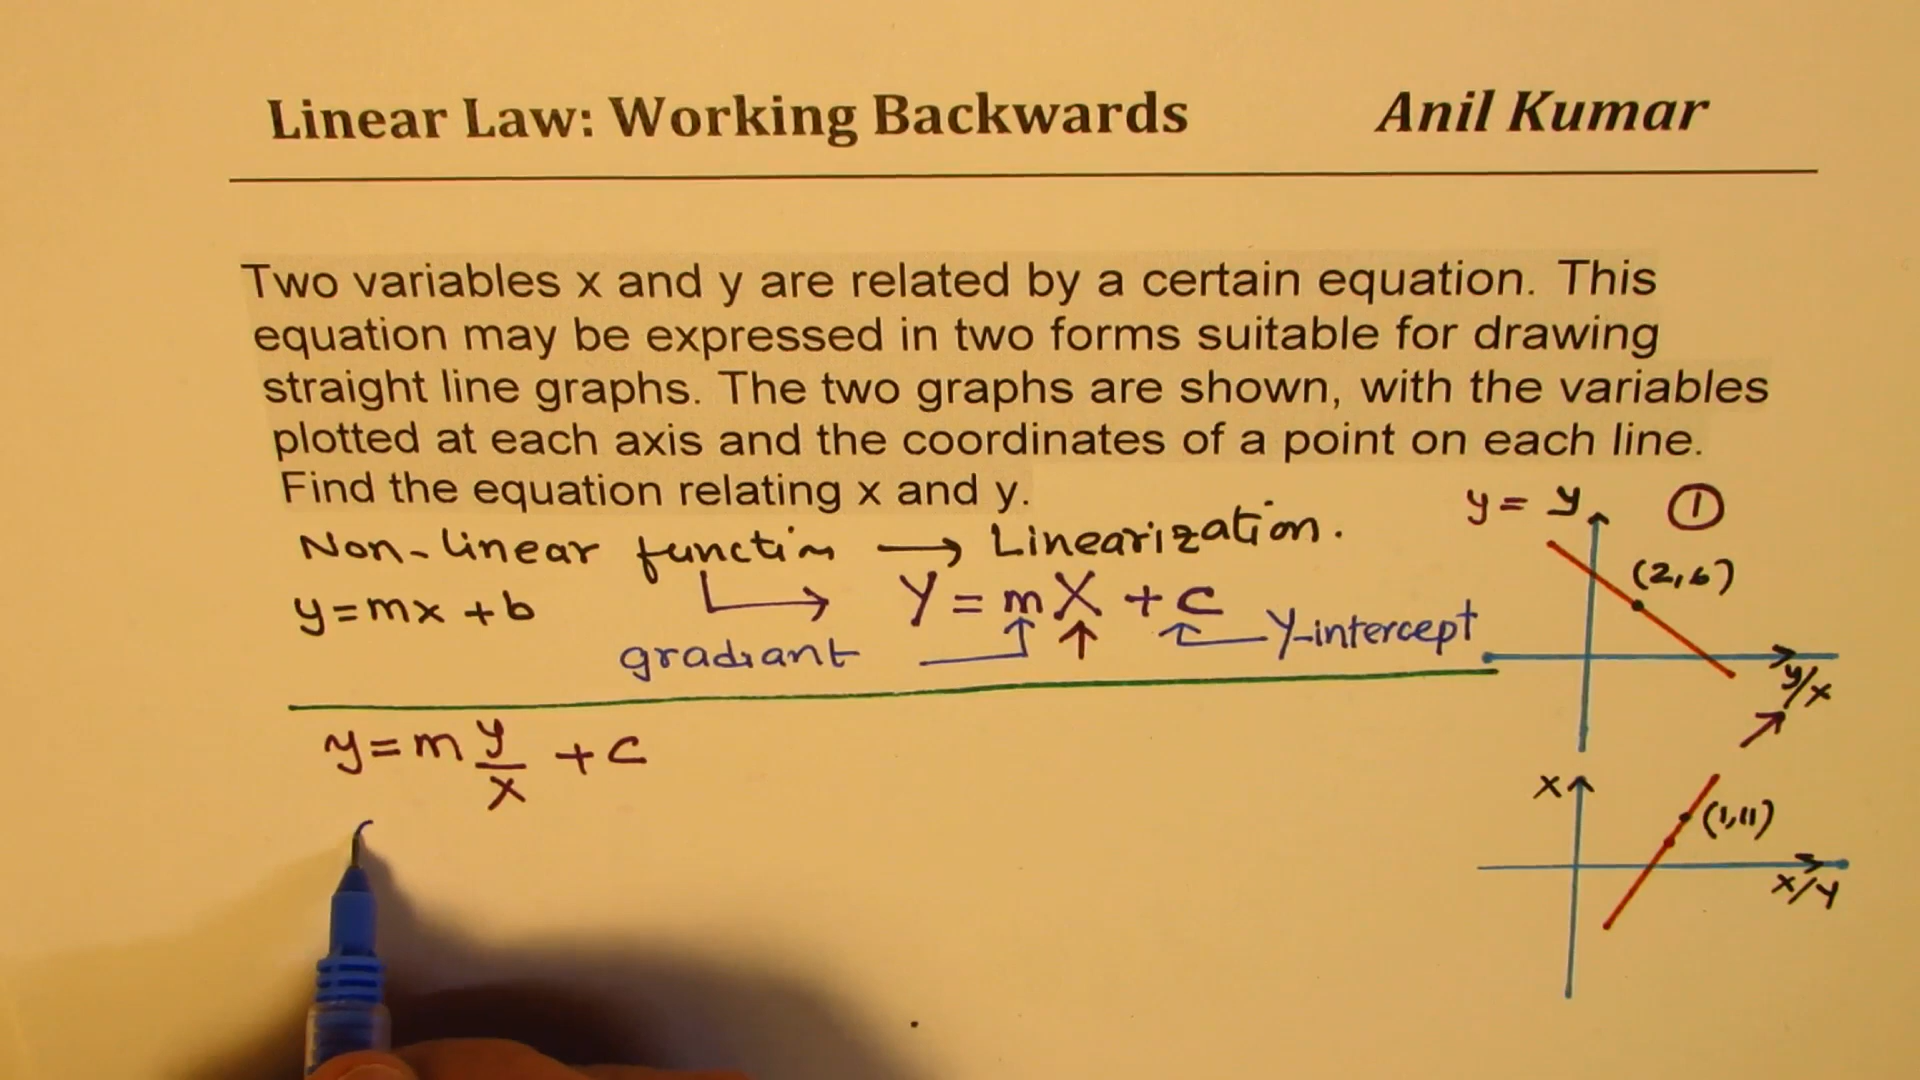 Linear Law: Working Backwards Anil Kumar
Two variables x and y are related by a certain equation. This
equation may be expressed in two forms suitable for drawing
straight line graphs. The two graphs are shown, with the variables
plotted at each axis and the coordinates of a point on each line.
Find the equation relating x and y.
Non-linear function → Linearization.
y=mx+b
Y = mX + C
gradiant
Y-intercept
y = y
①
(2,6)
y/x
y = m y/x + c
x
(1,11)
x/y